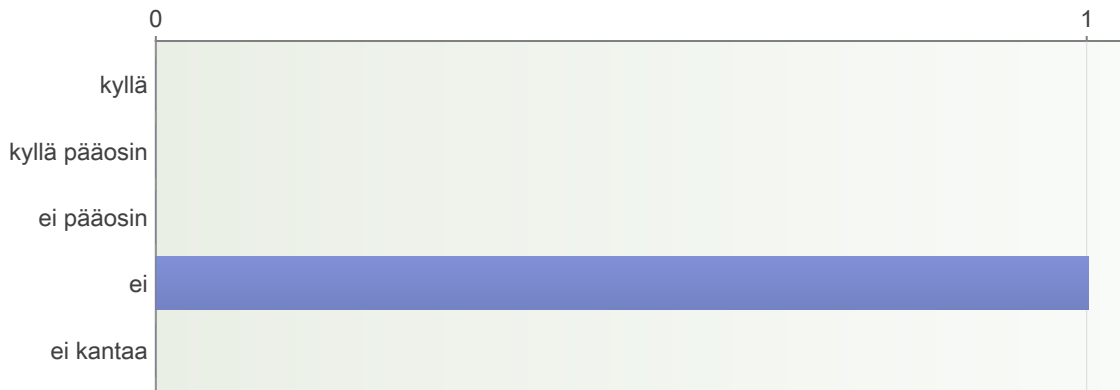 0 1
kyllä
kyllä pääosin
ei pääosin
ei
ei kantaa